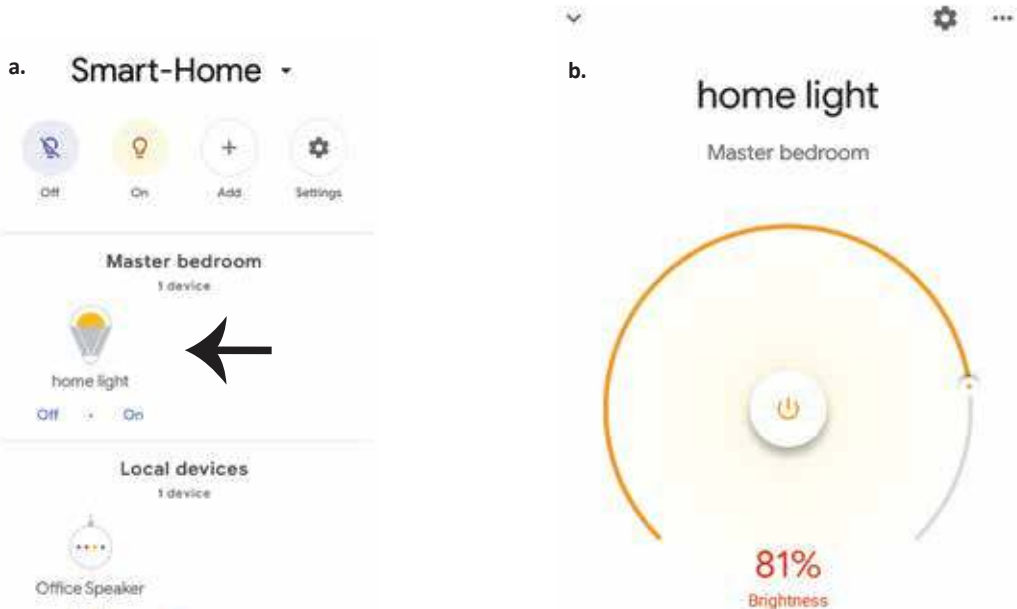 a.
Smart-Home
Off On Add Settings
Master bedroom
1 device
home light
Off · On
Local devices
1 device
Office Speaker
b.
home light
Master bedroom
81%
Brightness